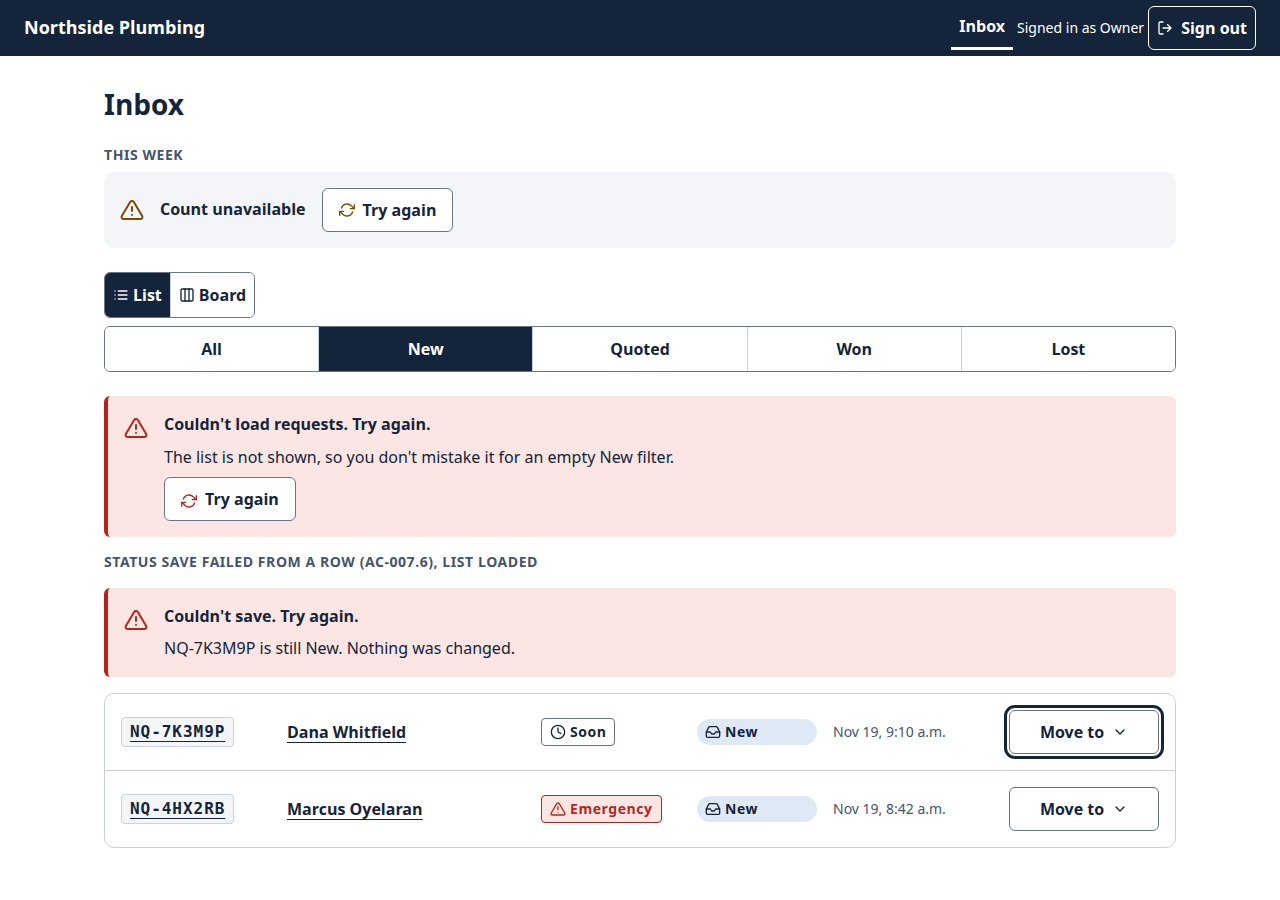 Northside Plumbing
Inbox Signed in as Owner Sign out
Inbox
THIS WEEK
Count unavailable Try again
List Board
All New Quoted Won Lost
Couldn't load requests. Try again.
The list is not shown, so you don't mistake it for an empty New filter.
Try again
STATUS SAVE FAILED FROM A ROW (AC-007.6), LIST LOADED
Couldn't save. Try again.
NQ-7K3M9P is still New. Nothing was changed.
NQ-7K3M9P Dana Whitfield Soon New Nov 19, 9:10 a.m. Move to
NQ-4HX2RB Marcus Oyelaran Emergency New Nov 19, 8:42 a.m. Move to